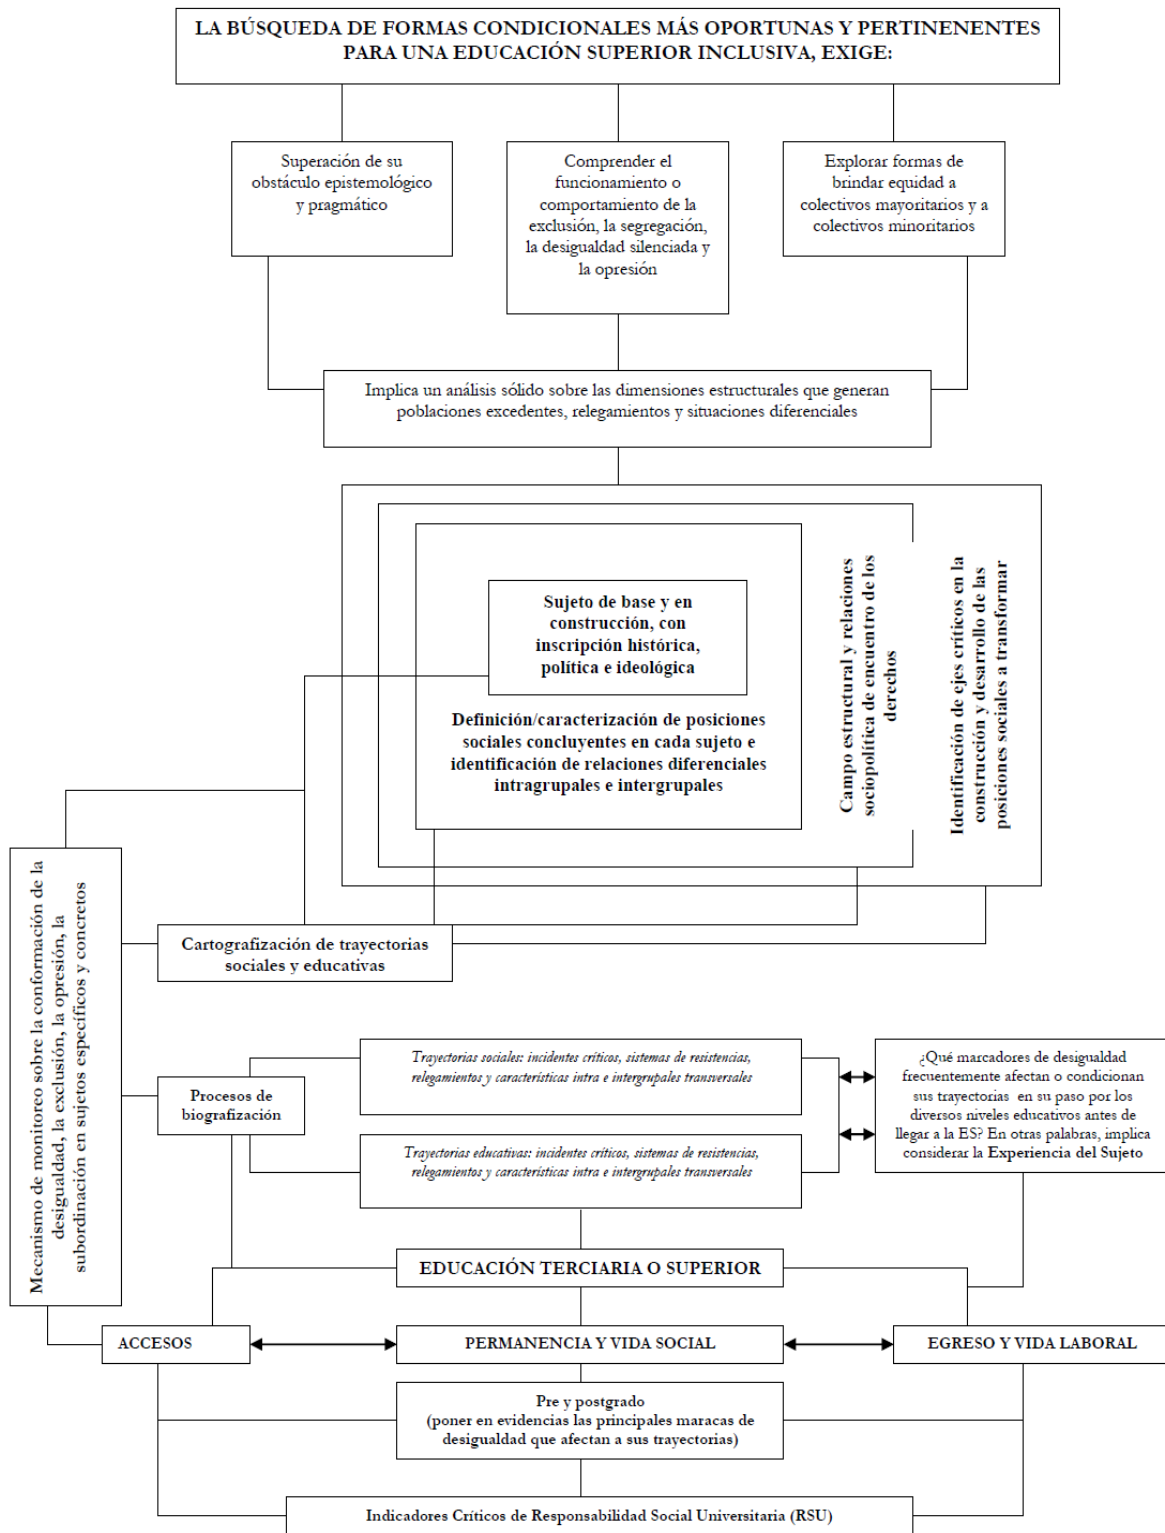 LA BÚSQUEDA DE FORMAS CONDICIONALES MÁS OPORTUNAS Y PERTINENENTES
PARA UNA EDUCACIÓN SUPERIOR INCLUSIVA, EXIGE:
Superación de su
obstáculo epistemológico
y pragmático
Comprender el
funcionamiento o
comportamiento de la
exclusión, la segregación,
la desigualdad silenciada y
la opresión
Explorar formas de
brindar equidad a
colectivos mayoritarios y a
colectivos minoritarios
Implica un análisis sólido sobre las dimensiones estructurales que generan
poblaciones excedentes, relegamientos y situaciones diferenciales
Sujeto de base y en
construcción, con
inscripción histórica,
política e ideológica
Definición/caracterización de posiciones
sociales concluyentes en cada sujeto e
identificación de relaciones diferenciales
intragrupales e intergrupales
Campo estructural y relaciones
sociopolítica de encuentro de los
derechos
Identificación de ejes críticos en la
construcción y desarrollo de las
posiciones sociales a transformar
Mecanismo de monitoreo sobre la conformación de la
desigualdad, la exclusión, la opresión, la
subordinación en sujetos específicos y concretos
Cartografización de trayectorias
sociales y educativas
Procesos de
biografización
Trayectorias sociales: incidentes críticos, sistemas de resistencias,
relegamientos y características intra e intergrupales transversales
Trayectorias educativas: incidentes críticos, sistemas de resistencias,
relegamientos y características intra e intergrupales transversales
¿Qué marcadores de desigualdad
frecuentemente afectan o condicionan
sus trayectorias en su paso por los
diversos niveles educativos antes de
llegar a la ES? En otras palabras, implica
considerar la Experiencia del Sujeto
EDUCACIÓN TERCIARIA O SUPERIOR
ACCESOS
PERMANENCIA Y VIDA SOCIAL
EGRESO Y VIDA LABORAL
Pre y postgrado
(poner en evidencias las principales maracas de
desigualdad que afectan a sus trayectorias)
Indicadores Críticos de Responsabilidad Social Universitaria (RSU)